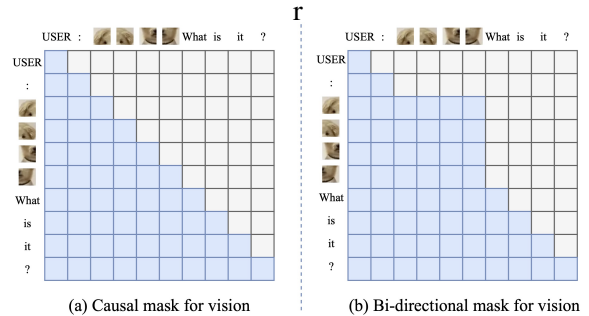 r
USER : What is it ?
USER
:
What
is
it
?
(a) Causal mask for vision
USER : What is it ?
USER
:
What
is
it
?
(b) Bi-directional mask for vision